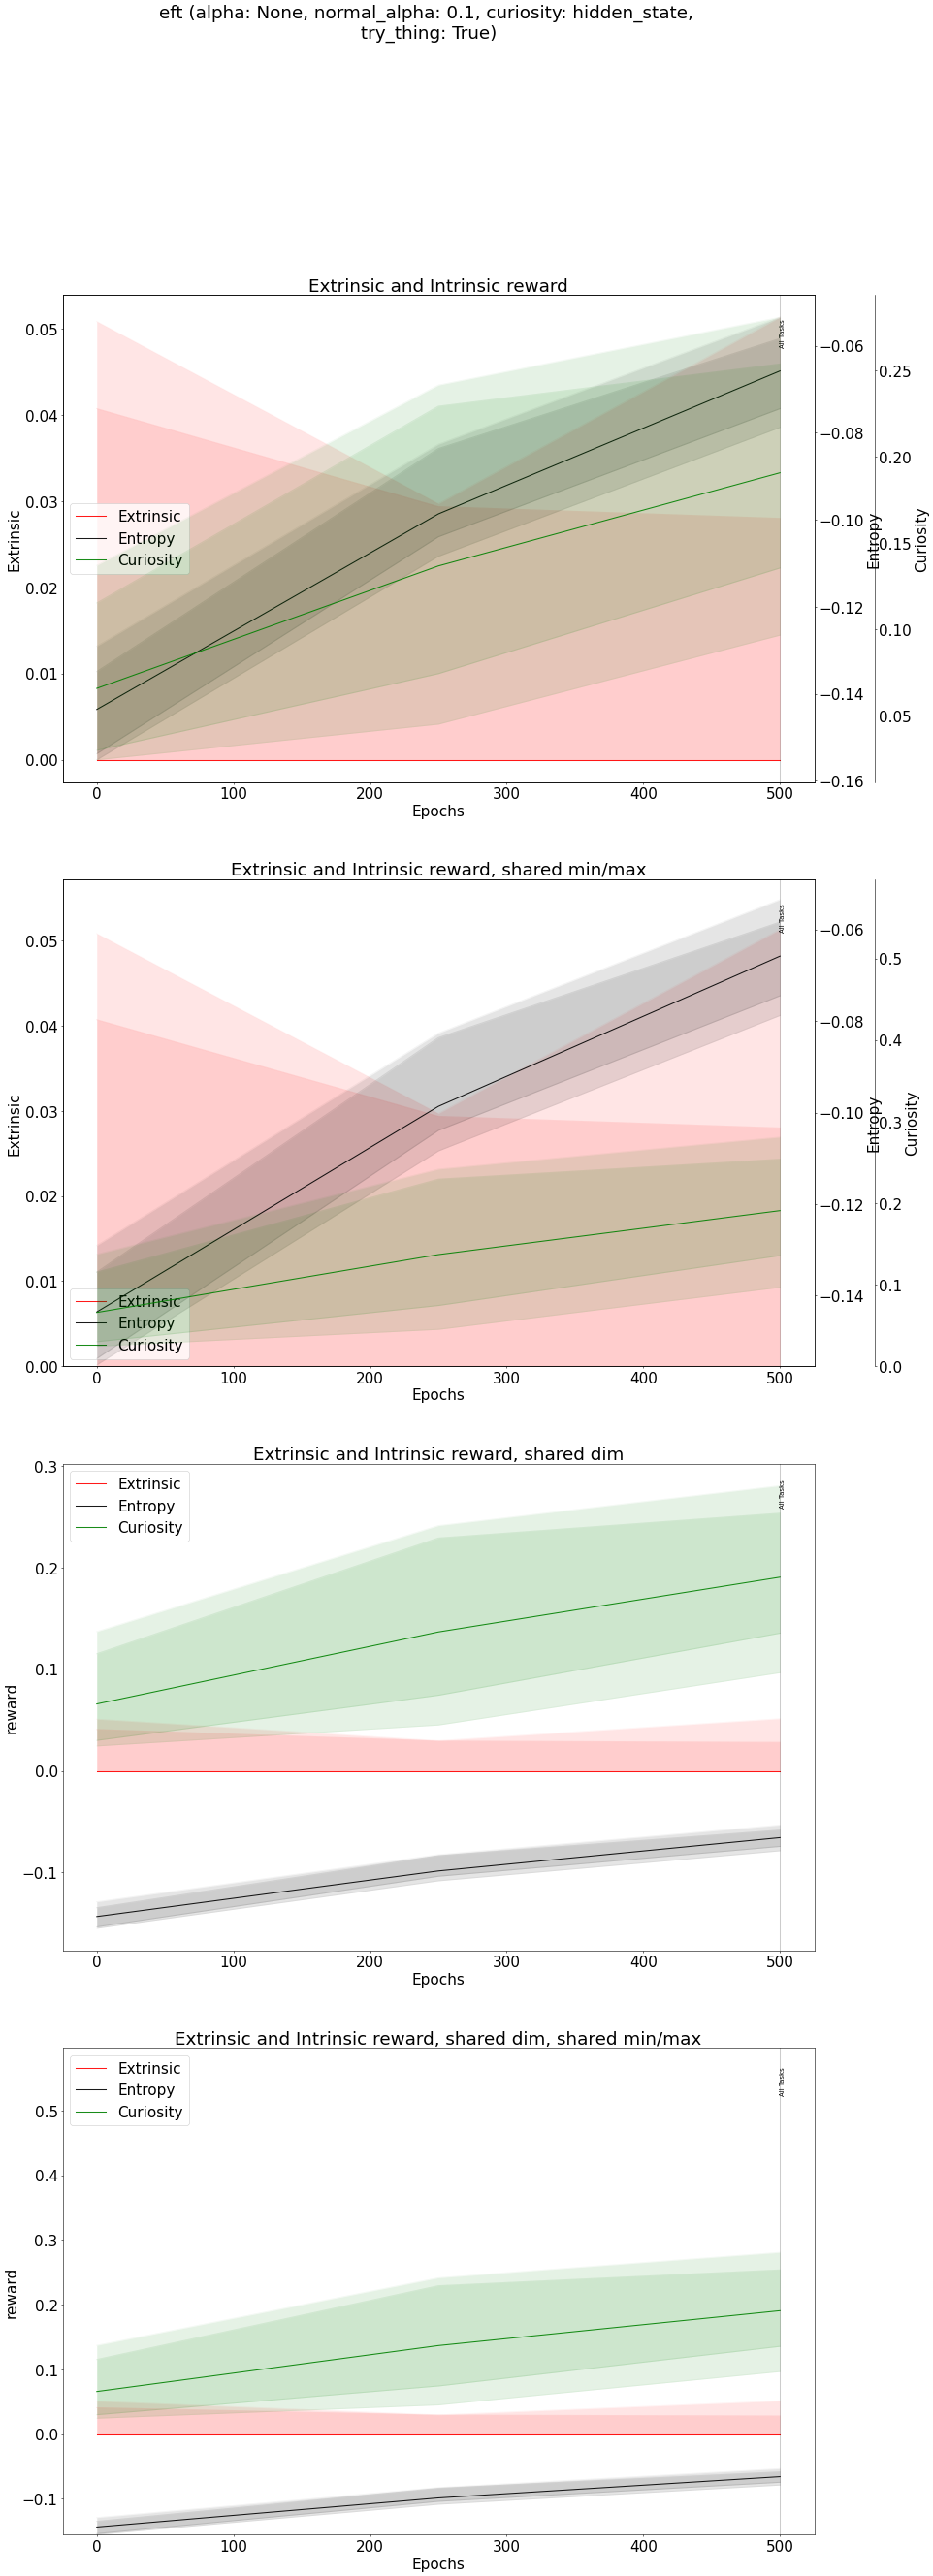 eft (alpha: None, normal_alpha: 0.1, curiosity: hidden_state,
try_thing: True)
Extrinsic and Intrinsic reward
0.05
0.04
0.03
0.02
0.01
0.00
Extrinsic
Extrinsic
Entropy
Curiosity
All Tasks
−0.06
−0.08
−0.10
−0.12
−0.14
−0.16
Entropy
0.25
0.20
0.15
0.10
0.05
Curiosity
0 100 200 300 400 500
Epochs
Extrinsic and Intrinsic reward, shared min/max
0.05
0.04
0.03
0.02
0.01
0.00
Extrinsic
Extrinsic
Entropy
Curiosity
All Tasks
−0.06
−0.08
−0.10
−0.12
−0.14
Entropy
0.5
0.4
0.3
0.2
0.1
0.0
Curiosity
0 100 200 300 400 500
Epochs
Extrinsic and Intrinsic reward, shared dim
0.3
0.2
0.1
0.0
−0.1
reward
Extrinsic
Entropy
Curiosity
All Tasks
0 100 200 300 400 500
Epochs
Extrinsic and Intrinsic reward, shared dim, shared min/max
0.5
0.4
0.3
0.2
0.1
0.0
−0.1
reward
Extrinsic
Entropy
Curiosity
All Tasks
0 100 200 300 400 500
Epochs